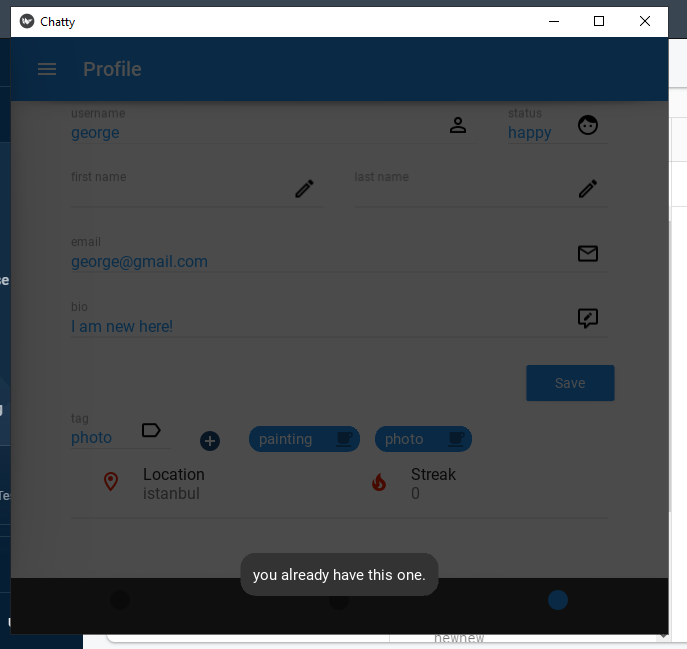 Chatty
Profile
username
george
status
happy
first name
last name
email
george@gmail.com
bio
I am new here!
Save
tag
photo
painting
photo
Location
istanbul
Streak
0
you already have this one.
newnew